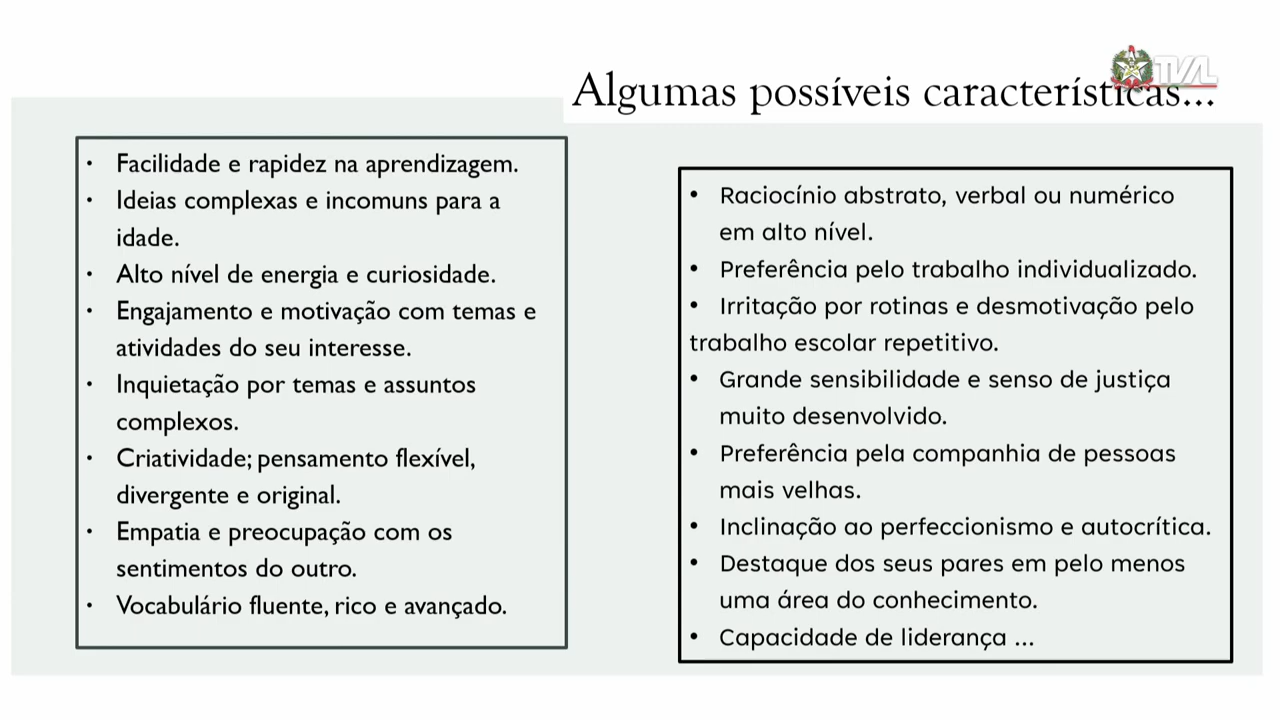 TVAL
Algumas possíveis características...
• Facilidade e rapidez na aprendizagem.
• Ideias complexas e incomuns para a
idade.
• Alto nível de energia e curiosidade.
• Engajamento e motivação com temas e
atividades do seu interesse.
• Inquietação por temas e assuntos
complexos.
• Criatividade; pensamento flexível,
divergente e original.
• Empatia e preocupação com os
sentimentos do outro.
• Vocabulário fluente, rico e avançado.
• Raciocínio abstrato, verbal ou numérico
em alto nível.
• Preferência pelo trabalho individualizado.
• Irritação por rotinas e desmotivação pelo
trabalho escolar repetitivo.
• Grande sensibilidade e senso de justiça
muito desenvolvido.
• Preferência pela companhia de pessoas
mais velhas.
• Inclinação ao perfeccionismo e autocrítica.
• Destaque dos seus pares em pelo menos
uma área do conhecimento.
• Capacidade de liderança ...